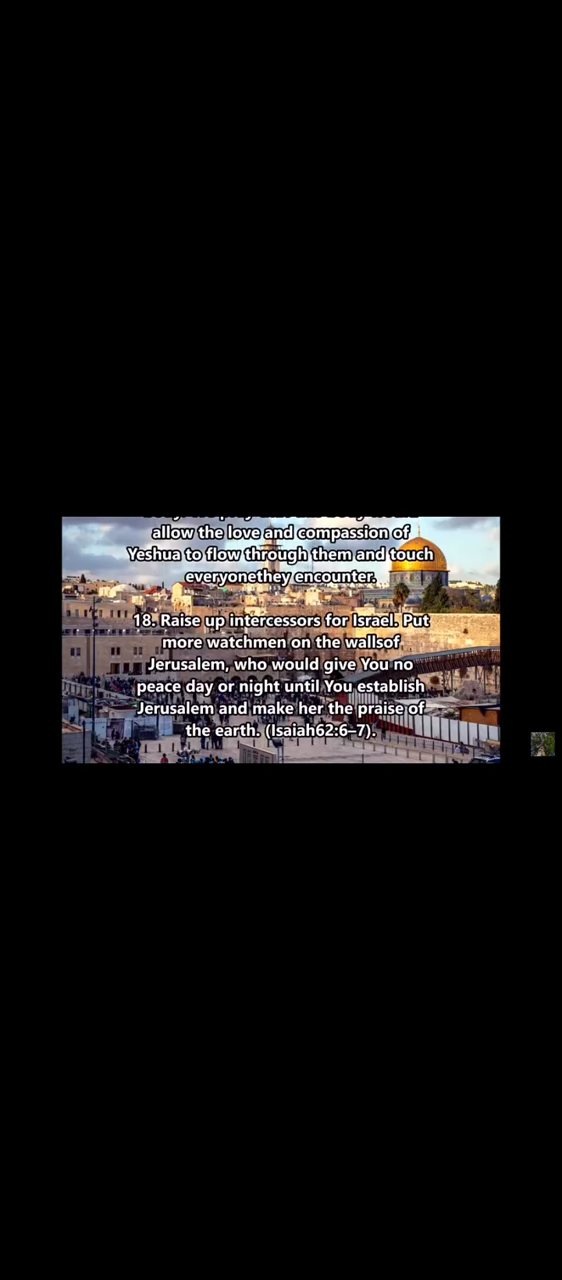 allow the love and compassion of
Yeshua to flow through them and touch
everyonethey encounter.
18. Raise up intercessors for Israel. Put
more watchmen on the wallsof
Jerusalem, who would give You no
peace day or night until You establish
Jerusalem and make her the praise of
the earth. (Isaiah62:6–7).